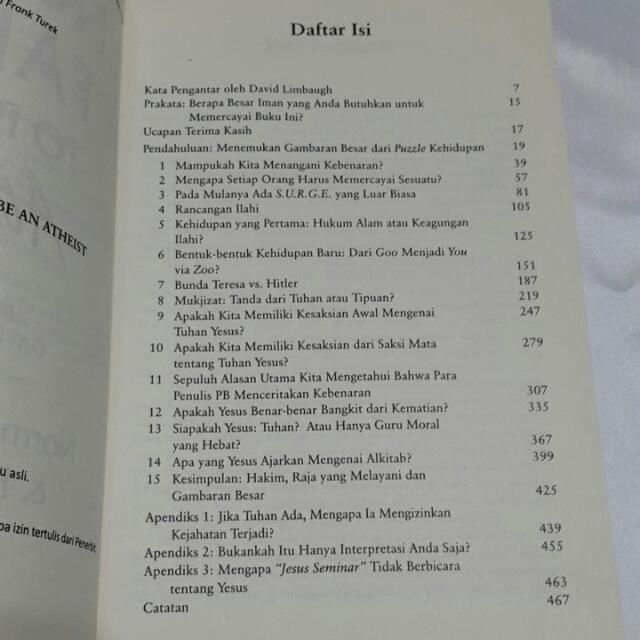 Frank Turek
BE AN ATHEIST
u asli.
pa izin tertulis dari Penerbit.
Daftar Isi
Kata Pengantar oleh David Limbaugh 7
Prakata: Berapa Besar Iman yang Anda Butuhkan untuk 15
Memercayai Buku Ini?
Ucapan Terima Kasih 17
Pendahuluan: Menemukan Gambaran Besar dari Puzzle Kehidupan 19
1 Mampukah Kita Menangani Kebenaran? 39
2 Mengapa Setiap Orang Harus Memercayai Sesuatu? 57
3 Pada Mulanya Ada S.U.R.G.E. yang Luar Biasa 81
4 Rancangan Ilahi 105
5 Kehidupan yang Pertama: Hukum Alam atau Keagungan
Ilahi? 125
6 Bentuk-bentuk Kehidupan Baru: Dari Goo Menjadi You
via Zoo? 151
7 Bunda Teresa vs. Hitler 187
8 Mukjizat: Tanda dari Tuhan atau Tipuan? 219
9 Apakah Kita Memiliki Kesaksian Awal Mengenai 247
Tuhan Yesus?
10 Apakah Kita Memiliki Kesaksian dari Saksi Mata 279
tentang Tuhan Yesus?
11 Sepuluh Alasan Utama Kita Mengetahui Bahwa Para
Penulis PB Menceritakan Kebenaran 307
12 Apakah Yesus Benar-benar Bangkit dari Kematian? 335
13 Siapakah Yesus: Tuhan? Atau Hanya Guru Moral
yang Hebat? 367
14 Apa yang Yesus Ajarkan Mengenai Alkitab? 399
15 Kesimpulan: Hakim, Raja yang Melayani dan
Gambaran Besar 425
Apendiks 1: Jika Tuhan Ada, Mengapa Ia Mengizinkan
Kejahatan Terjadi? 439
Apendiks 2: Bukankah Itu Hanya Interpretasi Anda Saja? 455
Apendiks 3: Mengapa "Jesus Seminar" Tidak Berbicara
tentang Yesus 463
Catatan 467